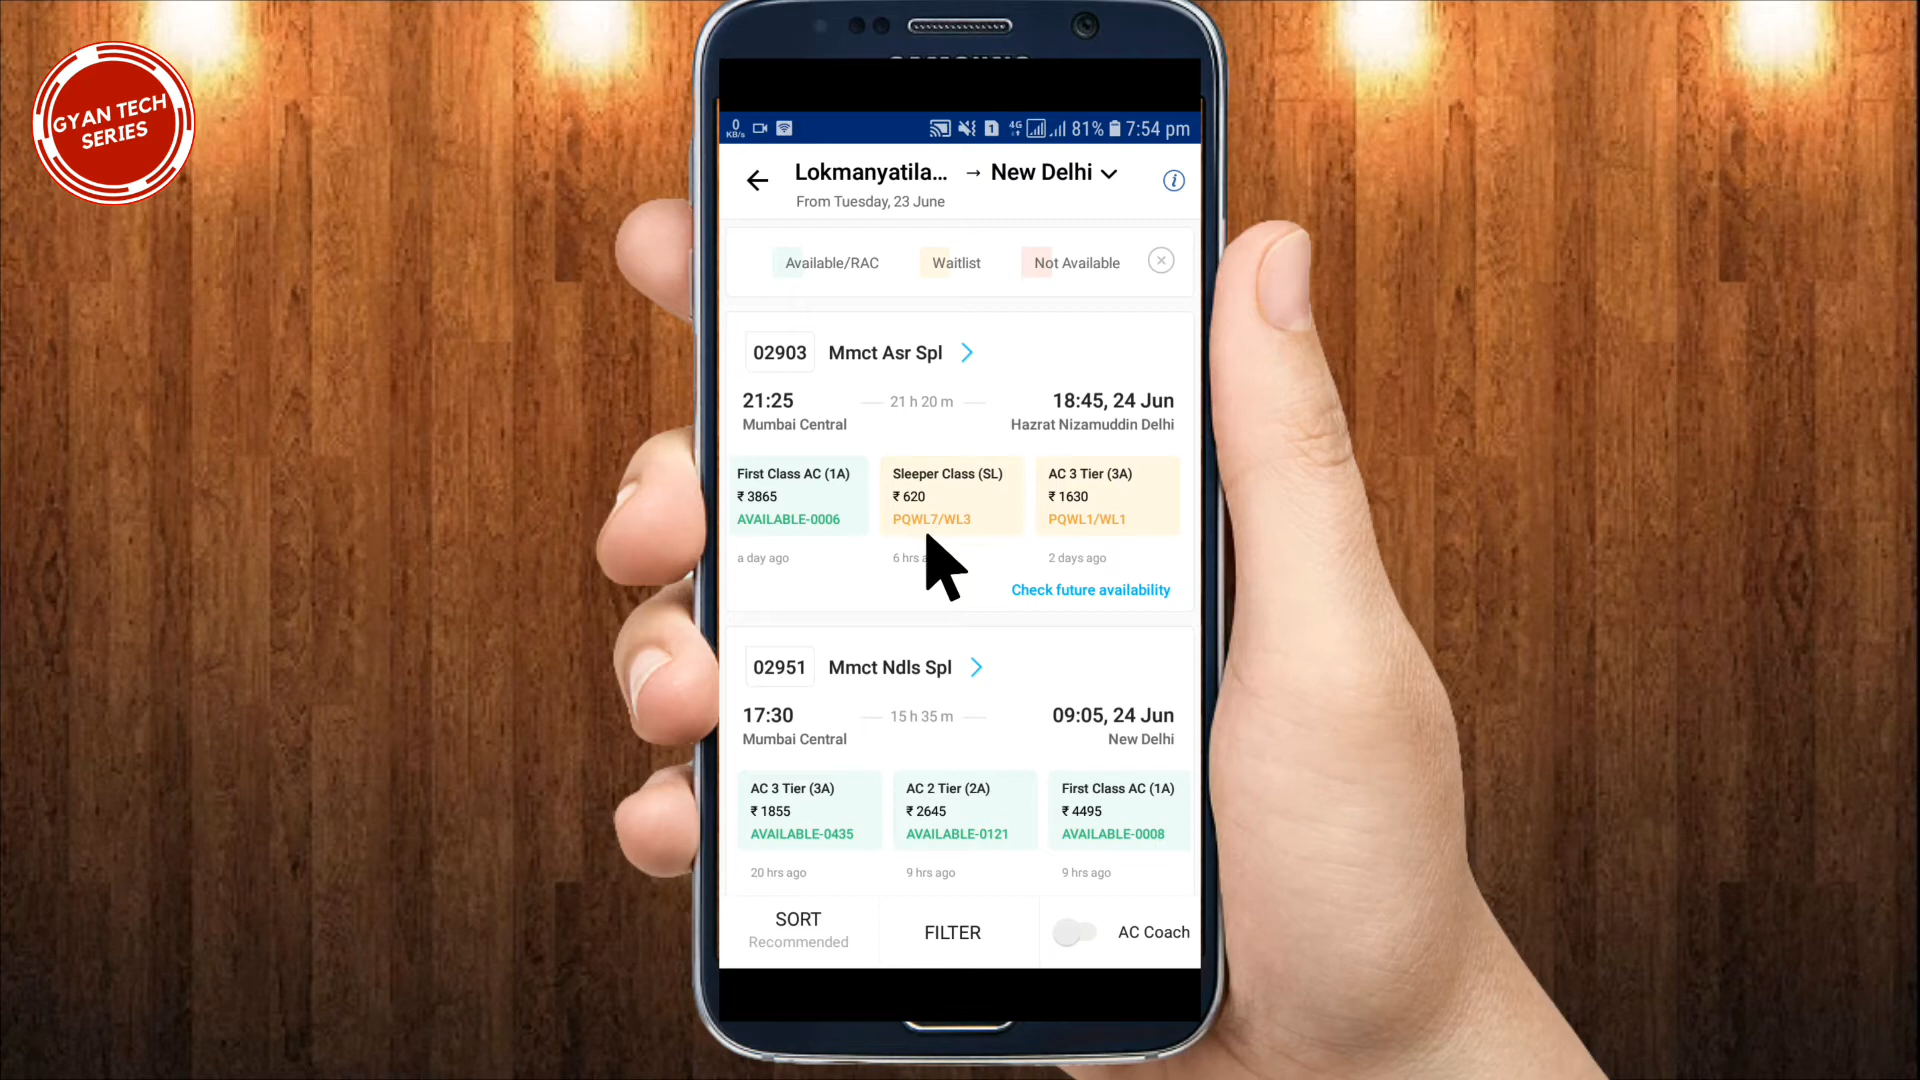 GYAN TECH
SERIES
0
KB/s
1
4G
81%
7:54 pm
Lokmanyatila... → New Delhi
From Tuesday, 23 June
Available/RAC
Waitlist
Not Available
02903 Mmct Asr Spl
21:25 21 h 20 m 18:45, 24 Jun
Mumbai Central Hazrat Nizamuddin Delhi
First Class AC (1A) Sleeper Class (SL) AC 3 Tier (3A)
₹ 3865 ₹ 620 ₹ 1630
AVAILABLE-0006 PQWL7/WL3 PQWL1/WL1
a day ago 6 hrs 2 days ago
Check future availability
02951 Mmct Ndls Spl
17:30 15 h 35 m 09:05, 24 Jun
Mumbai Central New Delhi
AC 3 Tier (3A) AC 2 Tier (2A) First Class AC (1A)
₹ 1855 ₹ 2645 ₹ 4495
AVAILABLE-0435 AVAILABLE-0121 AVAILABLE-0008
20 hrs ago 9 hrs ago 9 hrs ago
SORT FILTER AC Coach
Recommended